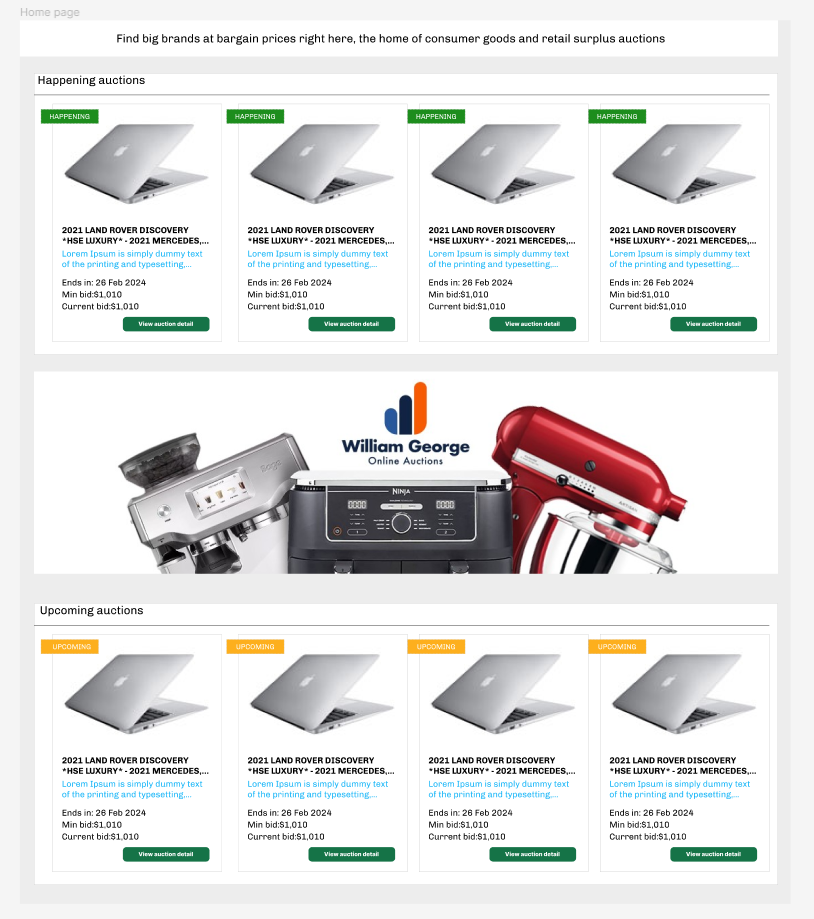 Home page
Find big brands at bargain prices right here, the home of consumer goods and retail surplus auctions
Happening auctions
HAPPENING
2021 LAND ROVER DISCOVERY
*HSE LUXURY* - 2021 MERCEDES,...
Lorem Ipsum is simply dummy text
of the printing and typesetting,...
Ends in: 26 Feb 2024
Min bid:$1,010
Current bid:$1,010
View auction detail
HAPPENING
2021 LAND ROVER DISCOVERY
*HSE LUXURY* - 2021 MERCEDES,...
Lorem Ipsum is simply dummy text
of the printing and typesetting,...
Ends in: 26 Feb 2024
Min bid:$1,010
Current bid:$1,010
View auction detail
HAPPENING
2021 LAND ROVER DISCOVERY
*HSE LUXURY* - 2021 MERCEDES,...
Lorem Ipsum is simply dummy text
of the printing and typesetting,...
Ends in: 26 Feb 2024
Min bid:$1,010
Current bid:$1,010
View auction detail
HAPPENING
2021 LAND ROVER DISCOVERY
*HSE LUXURY* - 2021 MERCEDES,...
Lorem Ipsum is simply dummy text
of the printing and typesetting,...
Ends in: 26 Feb 2024
Min bid:$1,010
Current bid:$1,010
View auction detail
William George
Online Auctions
Sage
NINJA
ARTISAN
Upcoming auctions
UPCOMING
2021 LAND ROVER DISCOVERY
*HSE LUXURY* - 2021 MERCEDES,...
Lorem Ipsum is simply dummy text
of the printing and typesetting,...
Ends in: 26 Feb 2024
Min bid:$1,010
Current bid:$1,010
View auction detail
UPCOMING
2021 LAND ROVER DISCOVERY
*HSE LUXURY* - 2021 MERCEDES,...
Lorem Ipsum is simply dummy text
of the printing and typesetting,...
Ends in: 26 Feb 2024
Min bid:$1,010
Current bid:$1,010
View auction detail
UPCOMING
2021 LAND ROVER DISCOVERY
*HSE LUXURY* - 2021 MERCEDES,...
Lorem Ipsum is simply dummy text
of the printing and typesetting,...
Ends in: 26 Feb 2024
Min bid:$1,010
Current bid:$1,010
View auction detail
UPCOMING
2021 LAND ROVER DISCOVERY
*HSE LUXURY* - 2021 MERCEDES,...
Lorem Ipsum is simply dummy text
of the printing and typesetting,...
Ends in: 26 Feb 2024
Min bid:$1,010
Current bid:$1,010
View auction detail